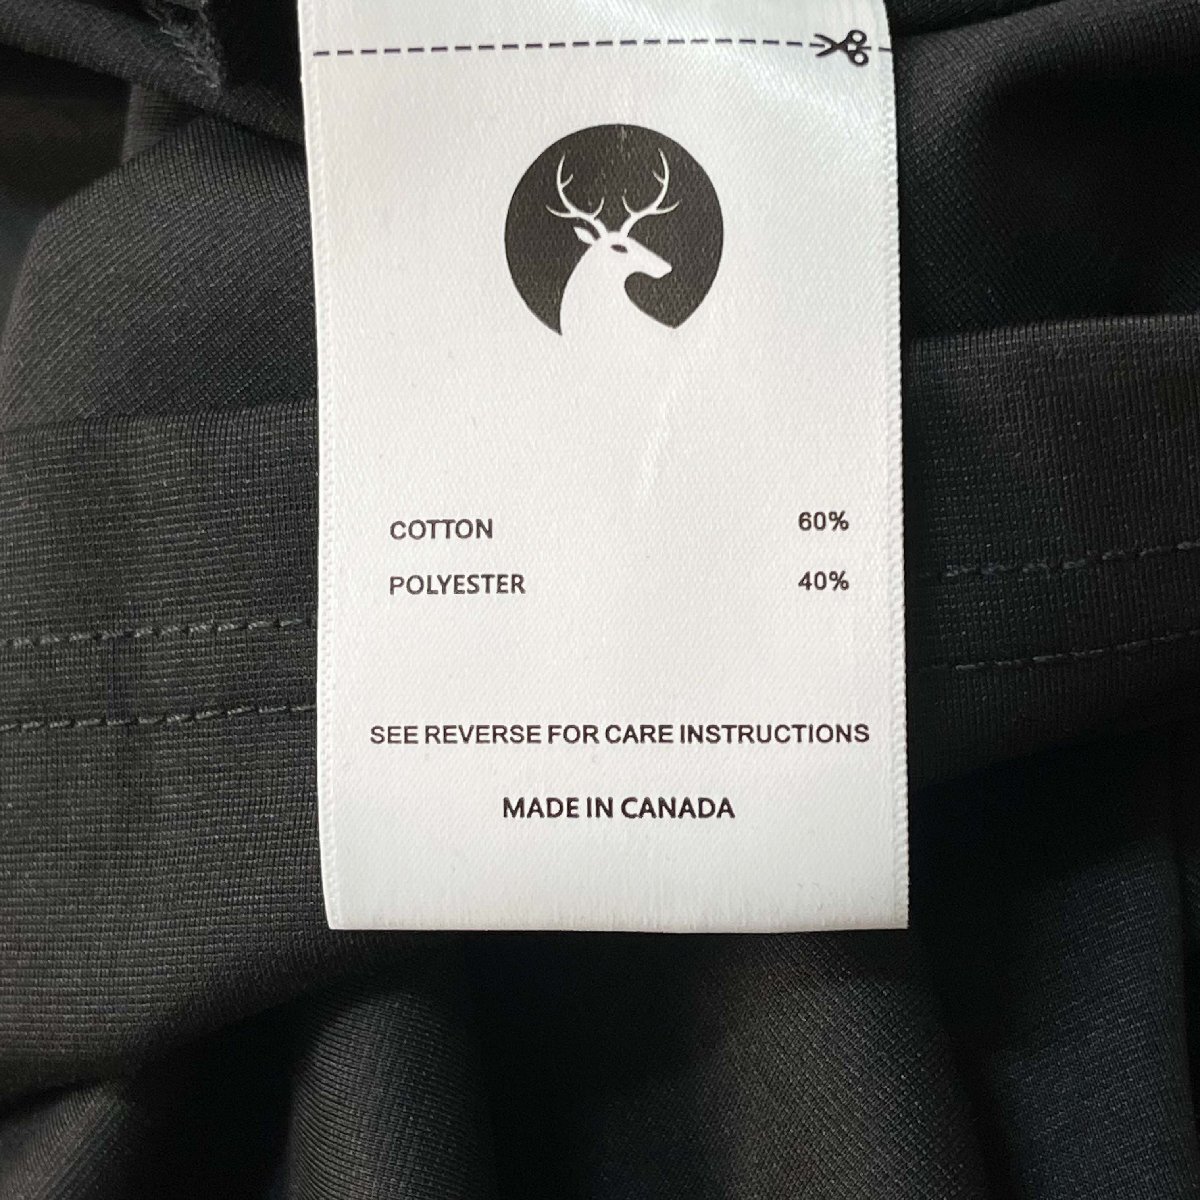 COTTON 60%
POLYESTER 40%
SEE REVERSE FOR CARE INSTRUCTIONS
MADE IN CANADA